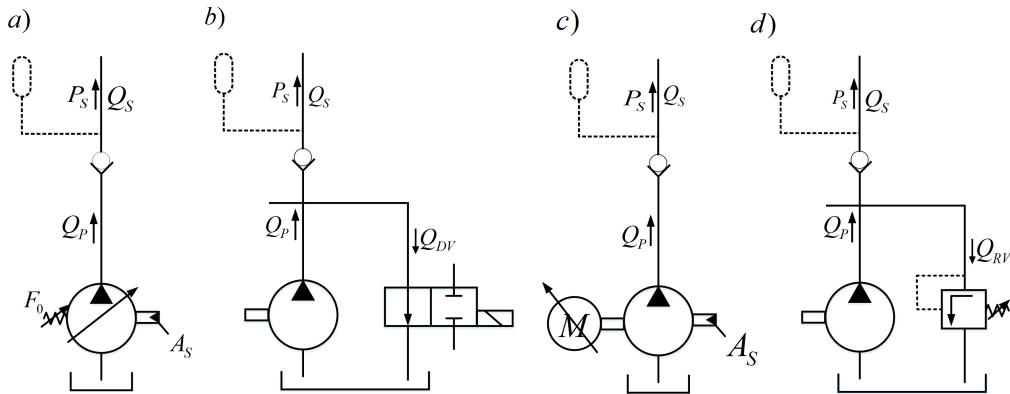 a)
b)
c)
d)
P_S Q_S
P_S Q_S
P_S Q_S
P_S Q_S
Q_P
Q_P
Q_DV
Q_P
Q_P
Q_RV
F_0
A_S
M
A_S